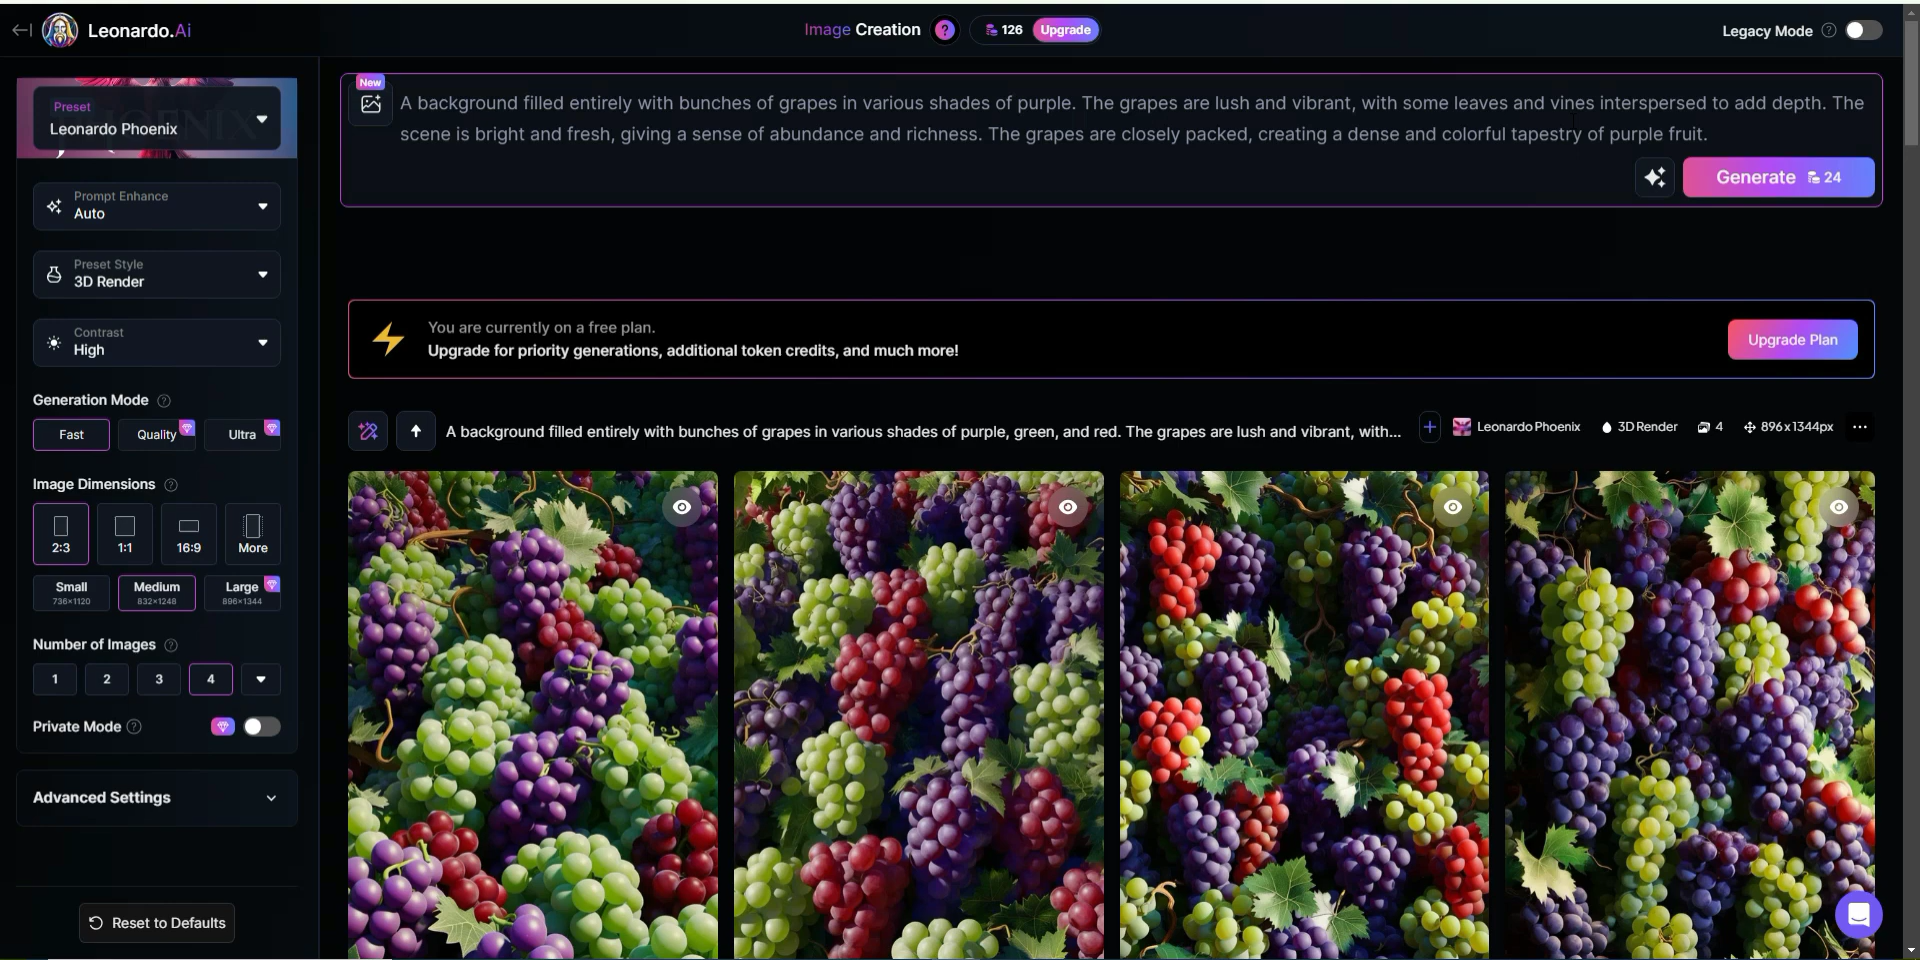 Leonardo.Ai
Image Creation
?
126
Upgrade
Legacy Mode
?
Preset
Leonardo Phoenix
New
A background filled entirely with bunches of grapes in various shades of purple. The grapes are lush and vibrant, with some leaves and vines interspersed to add depth. The
scene is bright and fresh, giving a sense of abundance and richness. The grapes are closely packed, creating a dense and colorful tapestry of purple fruit.
Generate 24
Prompt Enhance
Auto
Preset Style
3D Render
Contrast
High
You are currently on a free plan.
Upgrade for priority generations, additional token credits, and much more!
Upgrade Plan
Generation Mode ?
Fast
Quality
Ultra
A background filled entirely with bunches of grapes in various shades of purple, green, and red. The grapes are lush and vibrant, with...
Leonardo Phoenix
3D Render
4
896x1344px
Image Dimensions ?
2:3
1:1
16:9
More
Small
736×1120
Medium
832×1248
Large
896×1344
Number of Images ?
1
2
3
4
Private Mode ?
Advanced Settings
Reset to Defaults